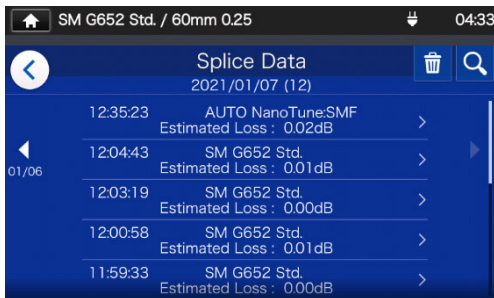 SM G652 Std. / 60mm 0.25 04:33
Splice Data
2021/01/07 (12)
12:35:23 AUTO NanoTune:SMF
Estimated Loss : 0.02dB
12:04:43 SM G652 Std.
Estimated Loss : 0.01dB
01/06
12:03:19 SM G652 Std.
Estimated Loss : 0.00dB
12:00:58 SM G652 Std.
Estimated Loss : 0.01dB
11:59:33 SM G652 Std.
Estimated Loss : 0.00dB